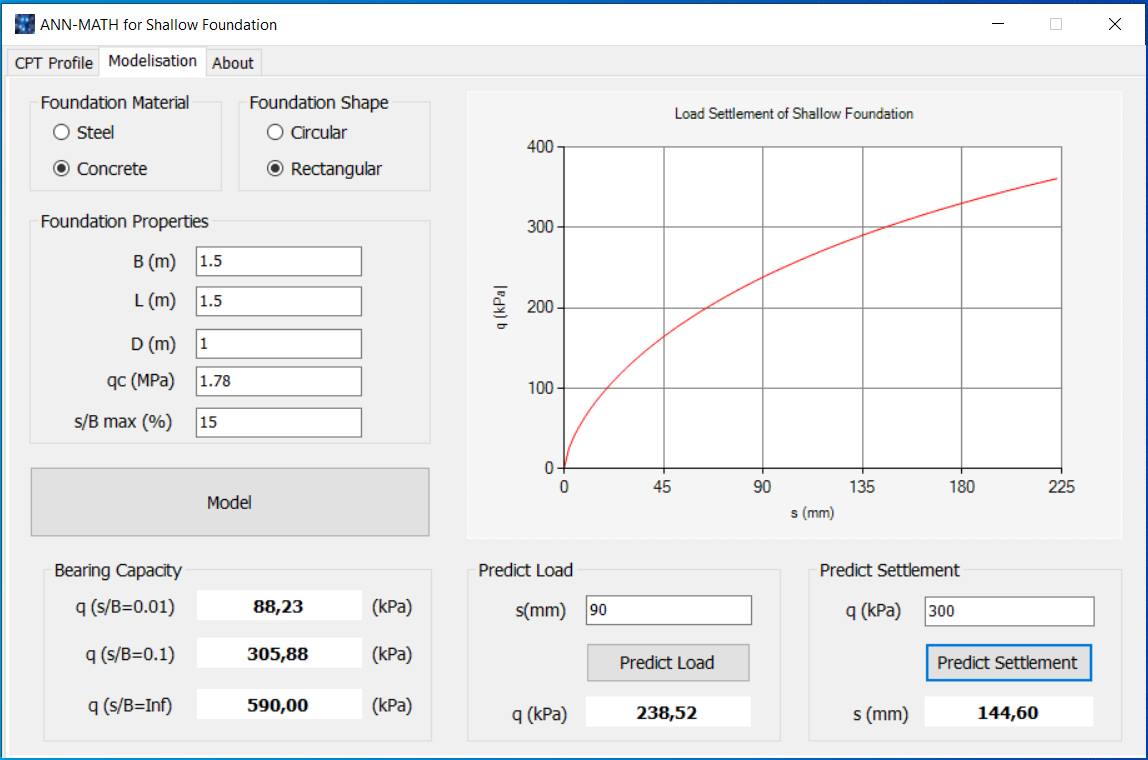 ANN-MATH for Shallow Foundation
CPT Profile Modelisation About
Foundation Material
Steel
Concrete
Foundation Shape
Circular
Rectangular
Foundation Properties
B (m) 1.5
L (m) 1.5
D (m) 1
qc (MPa) 1.78
s/B max (%) 15
Model
Load Settlement of Shallow Foundation
q (kPa)
400
300
200
100
0
0 45 90 135 180 225
s (mm)
Bearing Capacity
q (s/B=0.01) 88,23 (kPa)
q (s/B=0.1) 305,88 (kPa)
q (s/B=Inf) 590,00 (kPa)
Predict Load
s(mm) 90
Predict Load
q (kPa) 238,52
Predict Settlement
q (kPa) 300
Predict Settlement
s (mm) 144,60